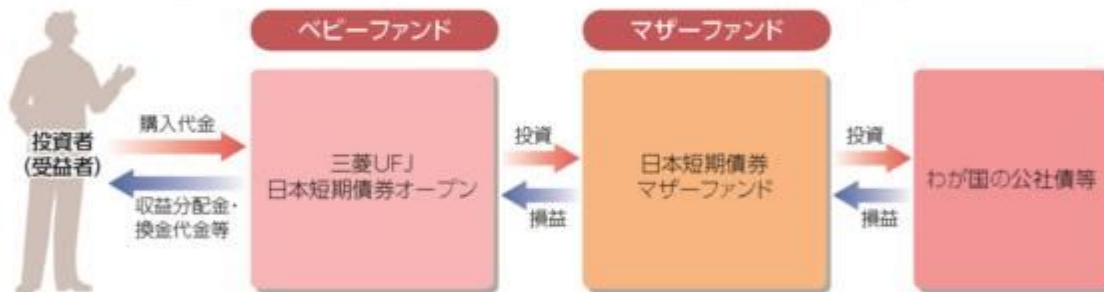 ベビーファンド
マザーファンド
投資者
(受益者)
購入代金
収益分配金・
換金代金等
三菱UFJ
日本短期債券オープン
投資
損益
日本短期債券
マザーファンド
投資
損益
わが国の公社債等